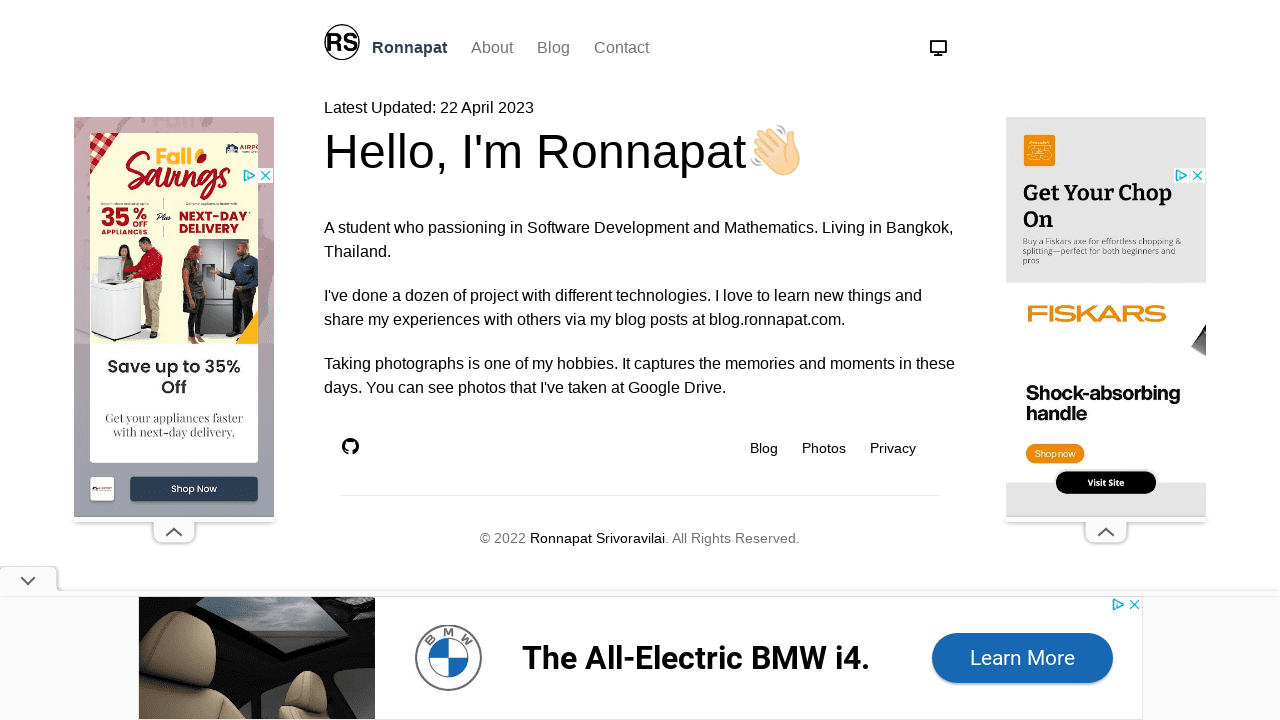 RS
Ronnapat
About
Blog
Contact
Latest Updated: 22 April 2023
Hello, I'm Ronnapat👋🏻
A student who passioning in Software Development and Mathematics. Living in Bangkok,
Thailand.
I've done a dozen of project with different technologies. I love to learn new things and
share my experiences with others via my blog posts at blog.ronnapat.com.
Taking photographs is one of my hobbies. It captures the memories and moments in these
days. You can see photos that I've taken at Google Drive.
Blog
Photos
Privacy
© 2022 Ronnapat Srivoravilai. All Rights Reserved.
Fall
Savings
35% OFF
APPLIANCES
Plus
NEXT-DAY*
DELIVERY
Save up to 35%
Off
Get your appliances faster
with next-day delivery.
Shop Now
Get Your Chop
On
Buy a Fiskars axe for effortless chopping &
splitting—perfect for both beginners and
pros
FISKARS
Shock-absorbing
handle
Shop now
Visit Site
BMW
The All-Electric BMW i4.
Learn More